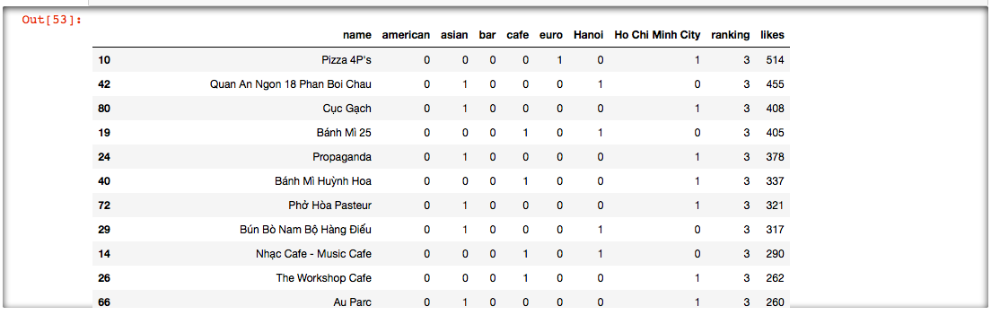 Out[53]:
name american asian bar cafe euro Hanoi Ho Chi Minh City ranking likes
10 Pizza 4P's 0 0 0 0 1 0 1 3 514
42 Quan An Ngon 18 Phan Boi Chau 0 1 0 0 0 1 0 3 455
80 Cục Gạch 0 1 0 0 0 0 1 3 408
19 Bánh Mì 25 0 0 0 1 0 1 0 3 405
24 Propaganda 0 1 0 0 0 0 1 3 378
40 Bánh Mì Huỳnh Hoa 0 0 0 1 0 0 1 3 337
72 Phở Hòa Pasteur 0 1 0 0 0 0 1 3 321
29 Bún Bò Nam Bộ Hàng Điếu 0 1 0 0 0 1 0 3 317
14 Nhạc Cafe - Music Cafe 0 0 0 1 0 1 0 3 290
26 The Workshop Cafe 0 0 0 1 0 0 1 3 262
66 Au Parc 0 1 0 0 0 0 1 3 260